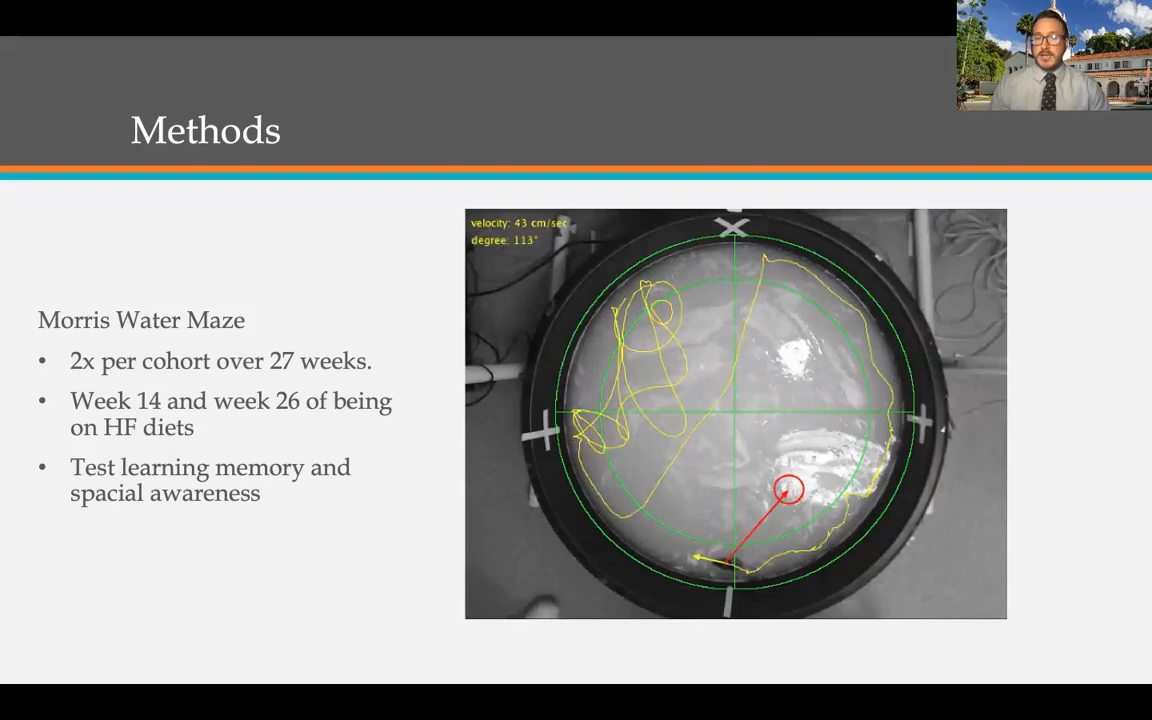 Methods
velocity: 43 cm/sec
degree: 113°
Morris Water Maze
• 2x per cohort over 27 weeks.
• Week 14 and week 26 of being
on HF diets
• Test learning memory and
spacial awareness